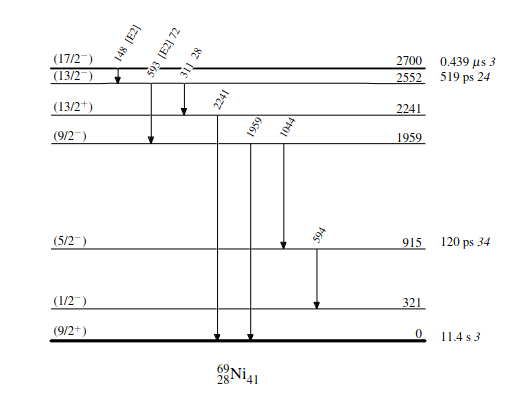 148 [E2]
593 [E2] 72
311 28
(17/2⁻) 2700 0.439 μs 3
(13/2⁻) 2552 519 ps 24
2241
(13/2⁺) 2241
1959
1044
(9/2⁻) 1959
594
(5/2⁻) 915 120 ps 34
(1/2⁻) 321
(9/2⁺) 0 11.4 s 3
⁶⁹₂₈Ni₄₁